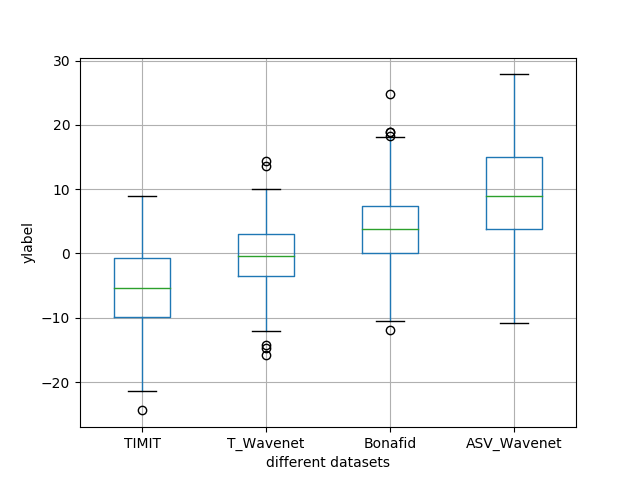 30
20
10
0
−10
−20
ylabel
TIMIT
T_Wavenet
Bonafid
ASV_Wavenet
different datasets